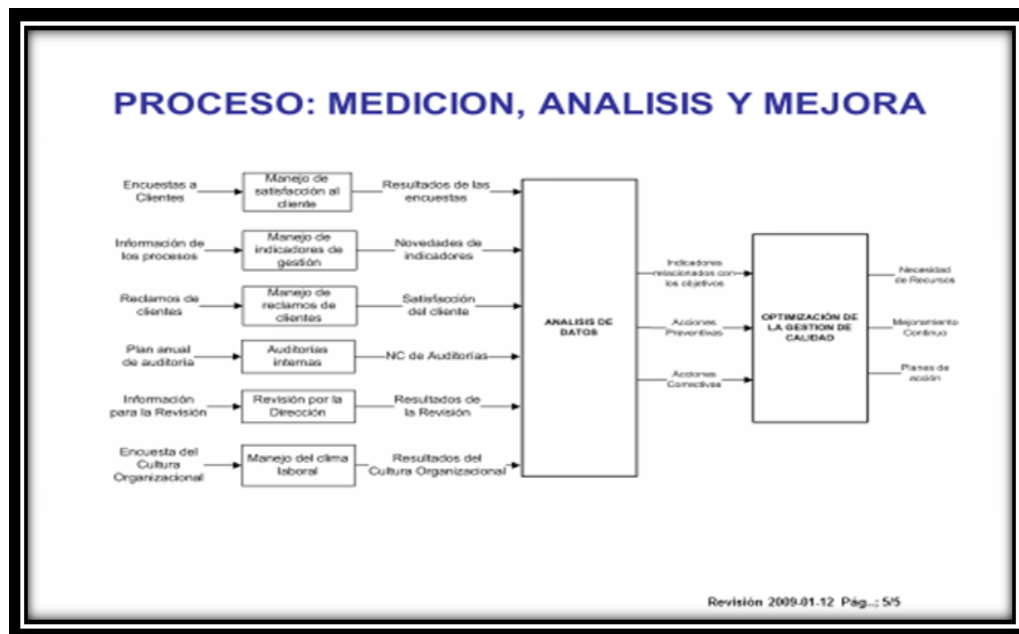 PROCESO: MEDICION, ANALISIS Y MEJORA
Encuestas a
Clientes
Manejo de
satisfacción al
cliente
Resultados de las
encuestas
Información de
los procesos
Manejo de
indicadores de
gestión
Novedades de
indicadores
Reclamos de
clientes
Manejo de
reclamos de
clientes
Satisfacción
del cliente
Plan anual
de auditoría
Auditorías
internas
NC de Auditorías
Información
para la Revisión
Revisión por la
Dirección
Resultados de
la Revisión
Encuesta del
Cultura
Organizacional
Manejo del clima
laboral
Resultados del
Cultura Organizacional
ANALISIS DE
DATOS
Indicadores
relacionados con
los objetivos
Acciones
Preventivas
Acciones
Correctivas
OPTIMIZACIÓN DE
LA GESTION DE
CALIDAD
Necesidad
de Recursos
Mejoramiento
Continuo
Planes de
acción
Revisión 2009-01-12 Pág..: 5/5